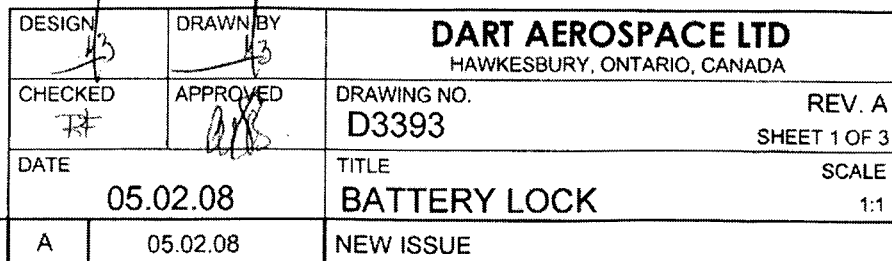 DESIGN
DRAWN BY
DART AEROSPACE LTD
HAWKESBURY, ONTARIO, CANADA
CHECKED
APPROVED
DRAWING NO.
REV. A
D3393
SHEET 1 OF 3
DATE
TITLE
SCALE
05.02.08
BATTERY LOCK
1:1
A 05.02.08 NEW ISSUE